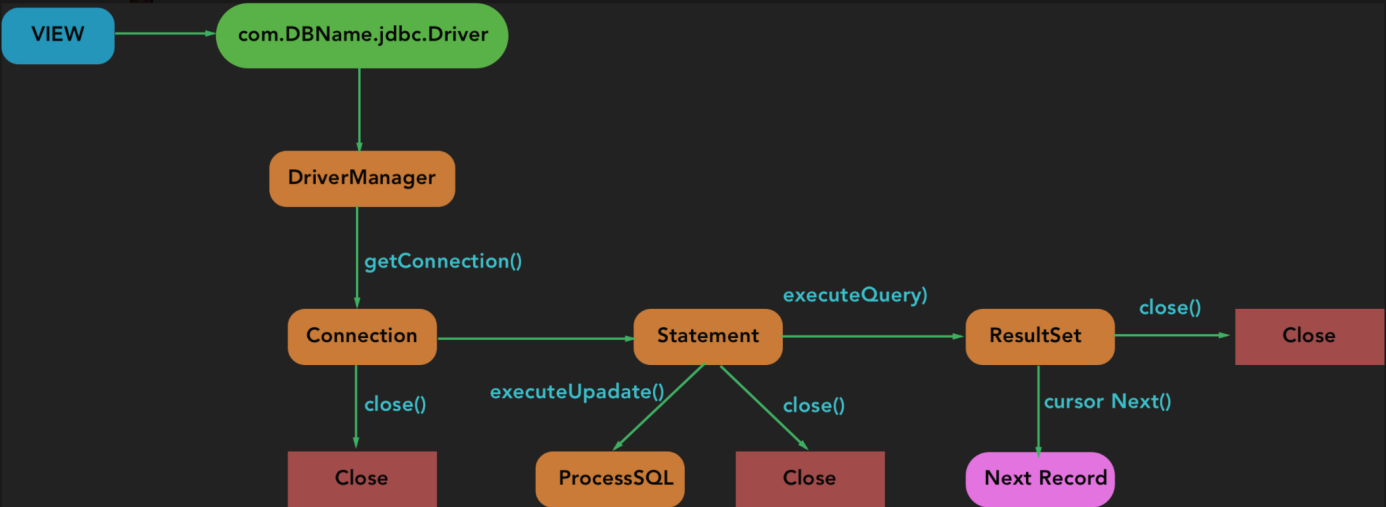 VIEW
com.DBName.jdbc.Driver
DriverManager
getConnection()
executeQuery)
close()
Connection
Statement
ResultSet
Close
executeUpadate()
close()
close()
cursor Next()
Close
ProcessSQL
Close
Next Record